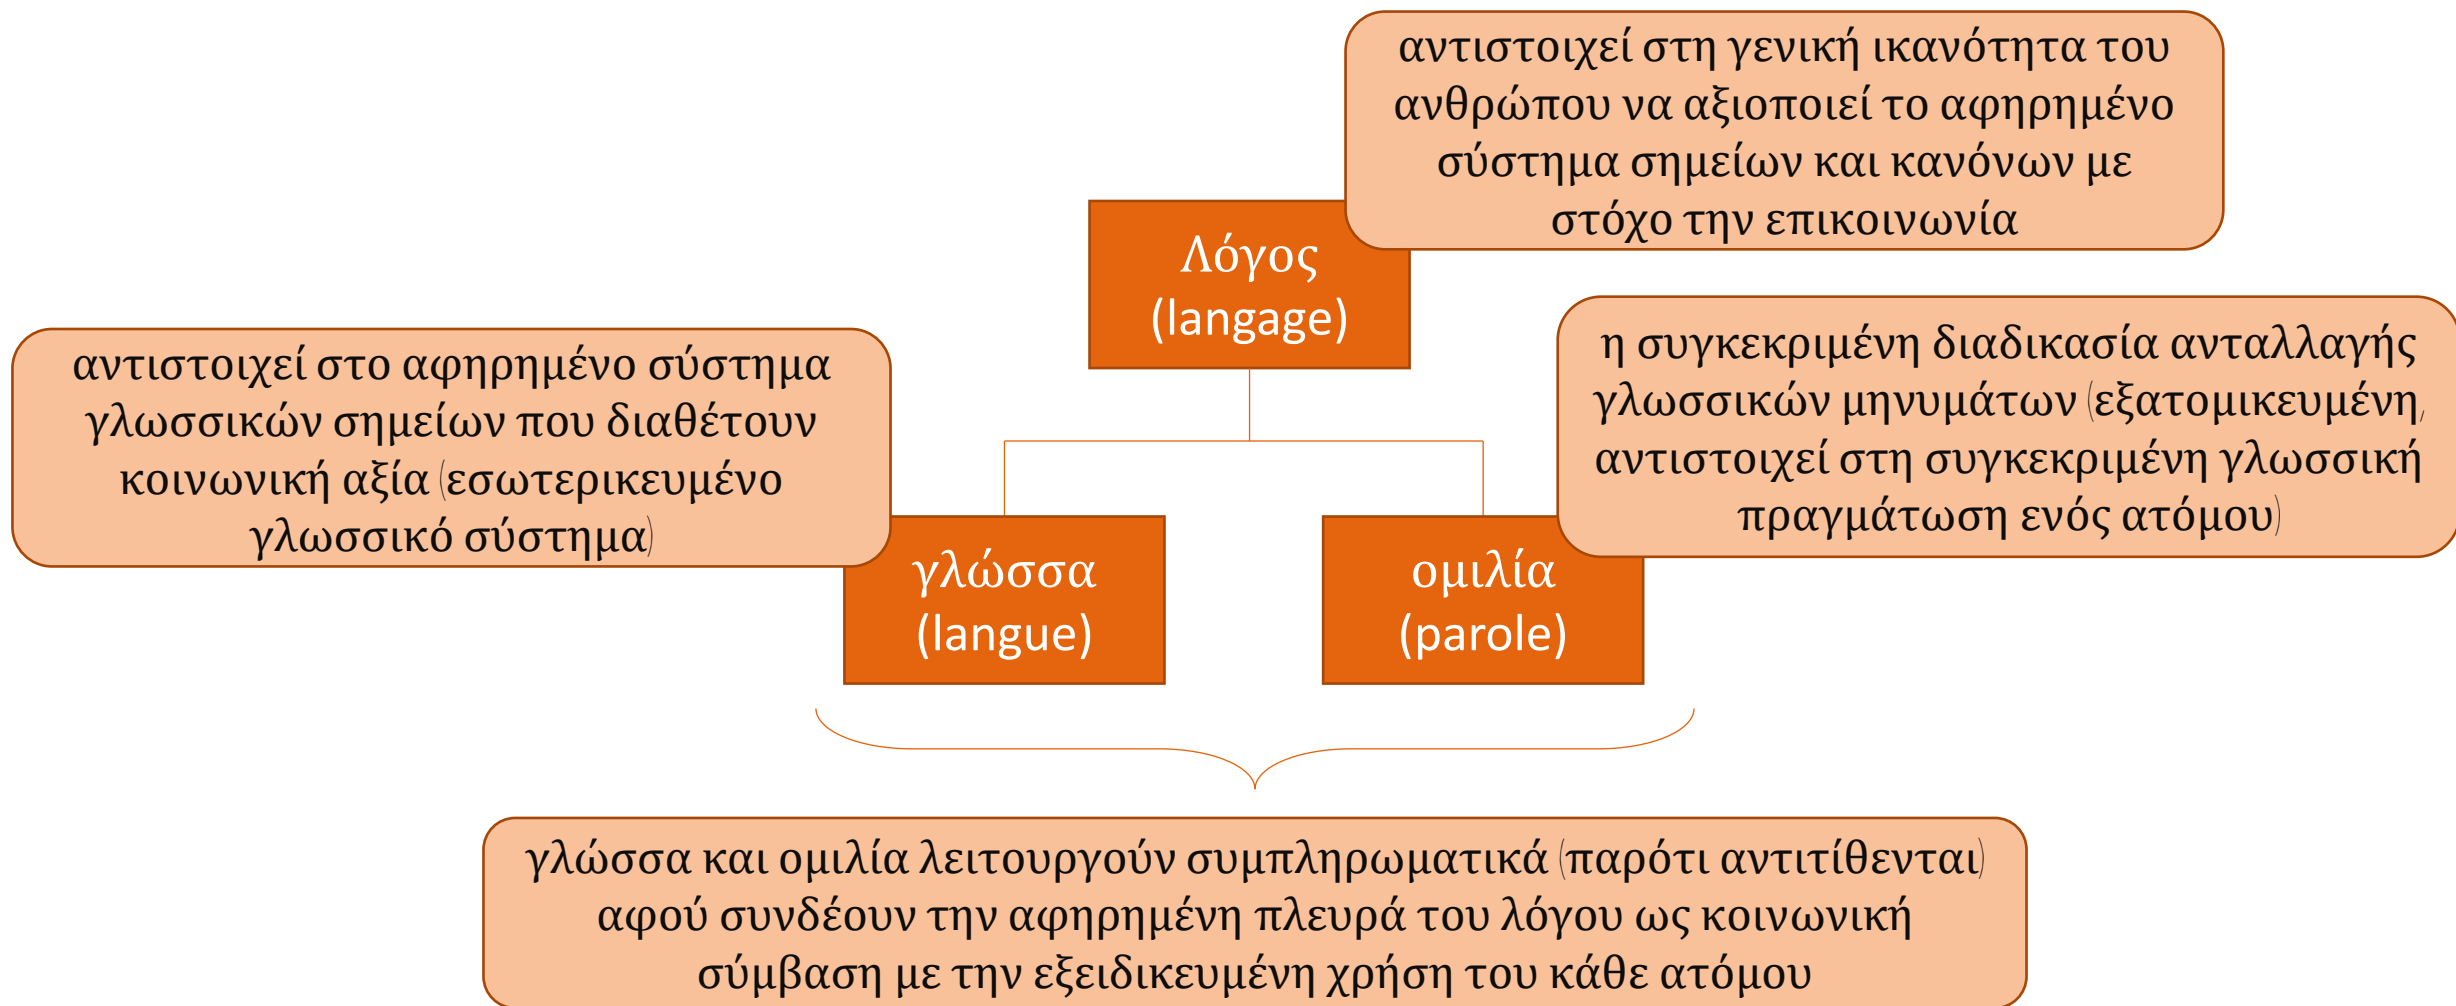 αντιστοιχεί στη γενική ικανότητα του
ανθρώπου να αξιοποιεί το αφηρημένο
σύστημα σημείων και κανόνων με
στόχο την επικοινωνία
Λόγος
(langage)
αντιστοιχεί στο αφηρημένο σύστημα
γλωσσικών σημείων που διαθέτουν
κοινωνική αξία (εσωτερικευμένο
γλωσσικό σύστημα)
η συγκεκριμένη διαδικασία ανταλλαγής
γλωσσικών μηνυμάτων (εξατομικευμένη,
αντιστοιχεί στη συγκεκριμένη γλωσσική
πραγμάτωση ενός ατόμου)
γλώσσα
(langue)
ομιλία
(parole)
γλώσσα και ομιλία λειτουργούν συμπληρωματικά (παρότι αντιτίθενται)
αφού συνδέουν την αφηρημένη πλευρά του λόγου ως κοινωνική
σύμβαση με την εξειδικευμένη χρήση του κάθε ατόμου